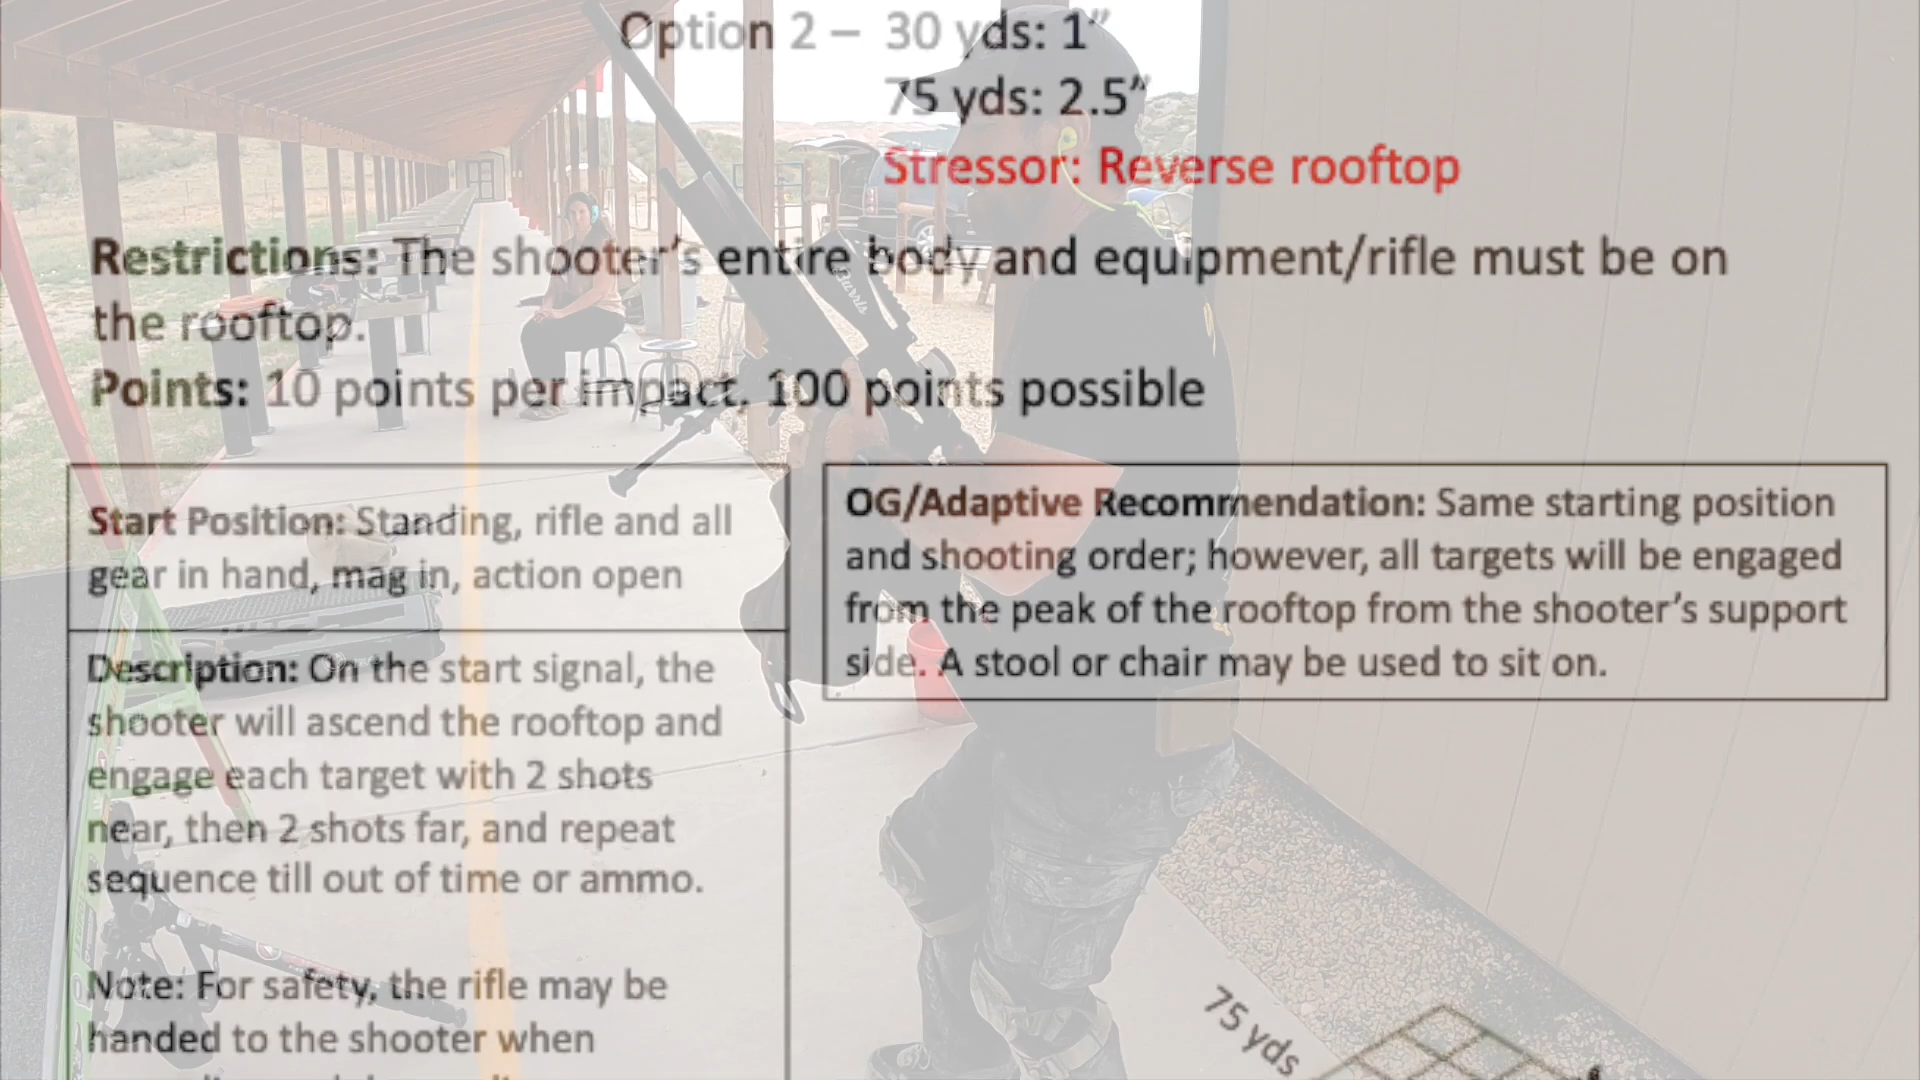 Option 2 – 30 yds: 1”
75 yds: 2.5”
Stressor: Reverse rooftop
Restrictions: The shooter’s entire body and equipment/rifle must be on
the rooftop.
Points: 10 points per impact, 100 points possible
Start Position: Standing, rifle and all
gear in hand, mag in, action open
Description: On the start signal, the
shooter will ascend the rooftop and
engage each target with 2 shots
near, then 2 shots far, and repeat
sequence till out of time or ammo.
Note: For safety, the rifle may be
handed to the shooter when
OG/Adaptive Recommendation: Same starting position
and shooting order; however, all targets will be engaged
from the peak of the rooftop from the shooter’s support
side. A stool or chair may be used to sit on.
Burris
75 yds